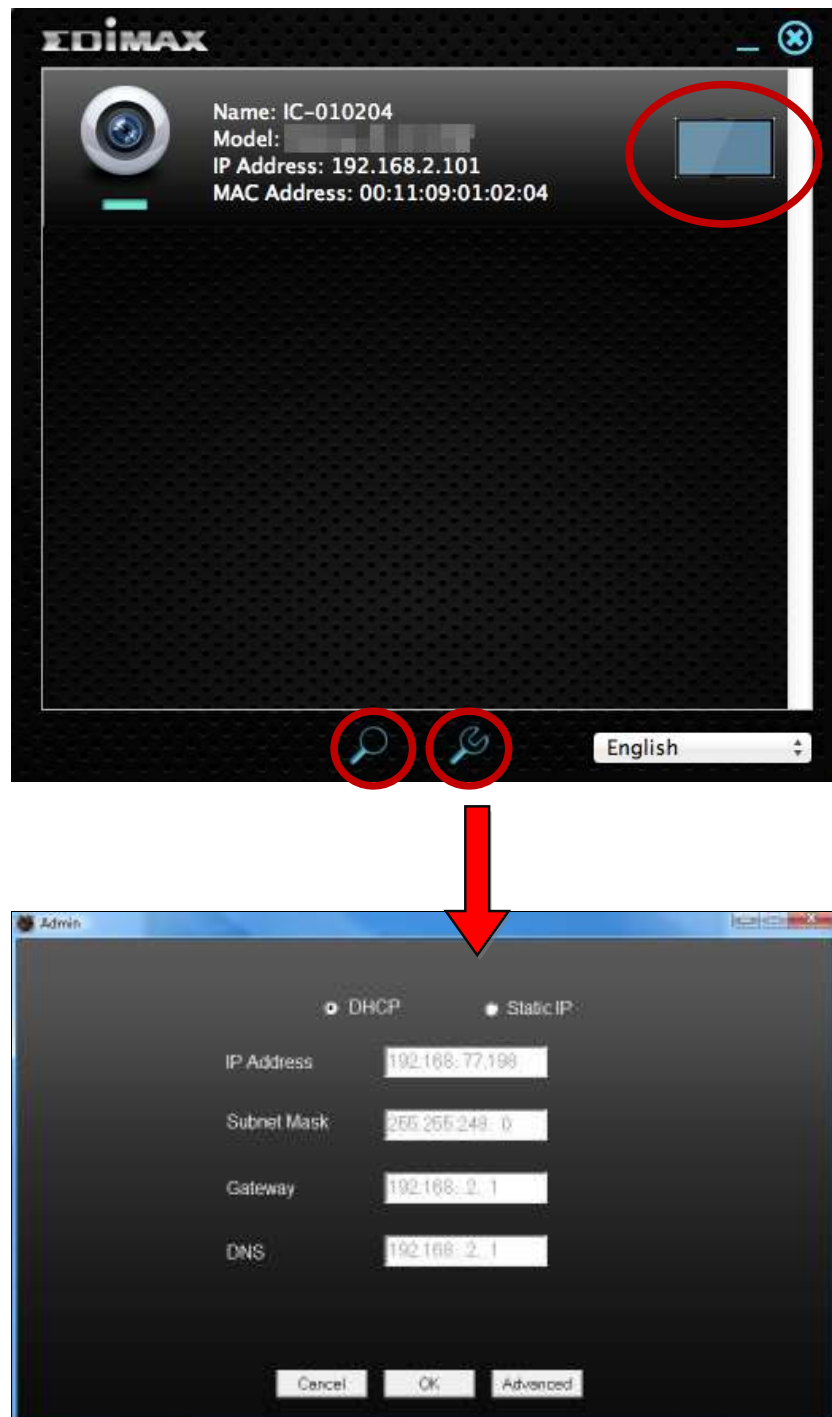 EDIMAX
Name: IC-010204
Model:
IP Address: 192.168.2.101
MAC Address: 00:11:09:01:02:04
English
Admin
DHCP Static IP
IP Address 192.168. 77.198
Subnet Mask 255.255.248. 0
Gateway 192.168. 2. 1
DNS 192.168. 2. 1
Cancel OK Advanced